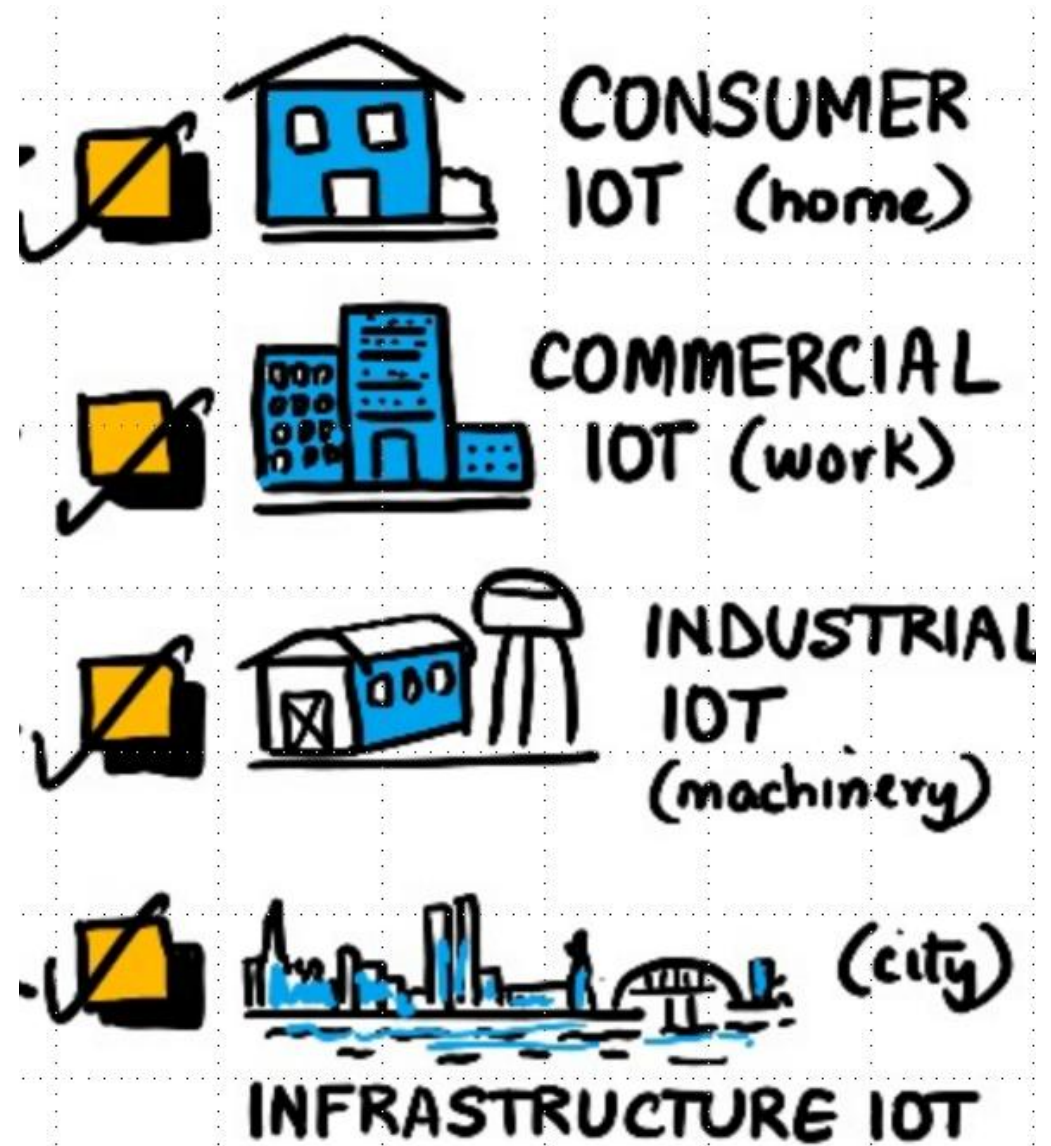 CONSUMER
IOT (home)
COMMERCIAL
IOT (work)
INDUSTRIAL
IOT
(machinery)
(city)
INFRASTRUCTURE IOT